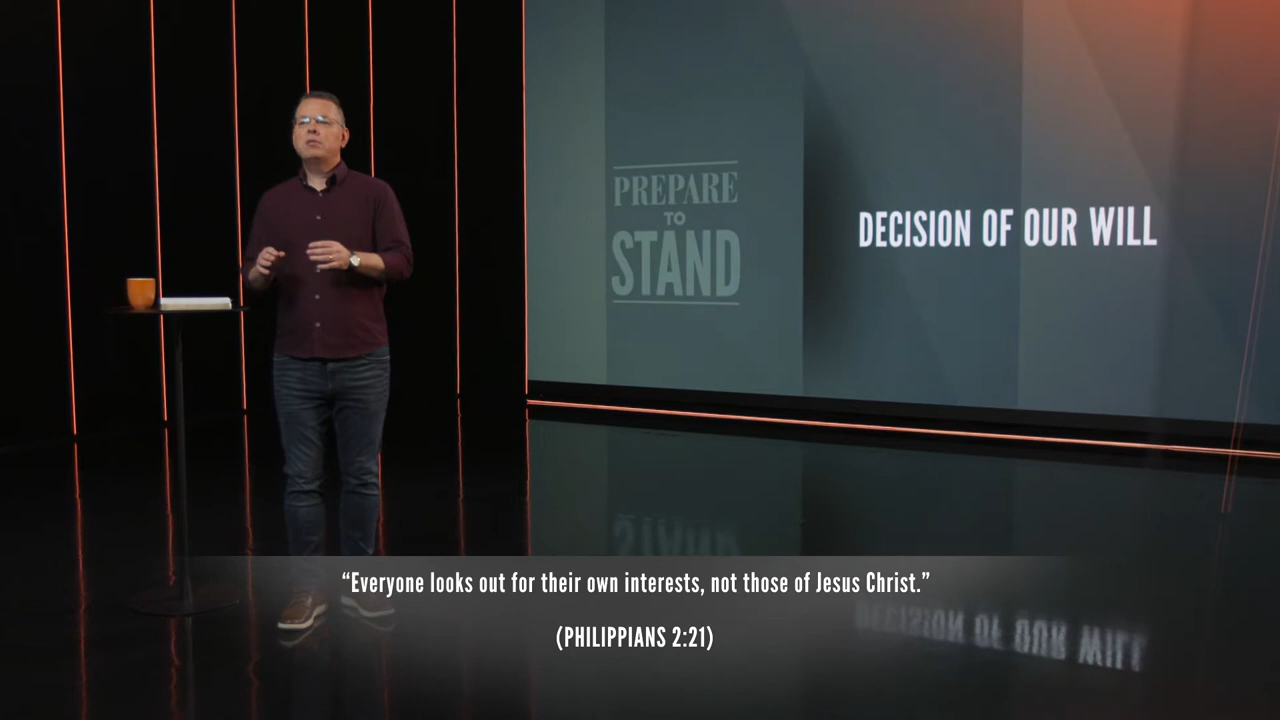 PREPARE
TO
STAND
DECISION OF OUR WILL
“Everyone looks out for their own interests, not those of Jesus Christ.”
(PHILIPPIANS 2:21)